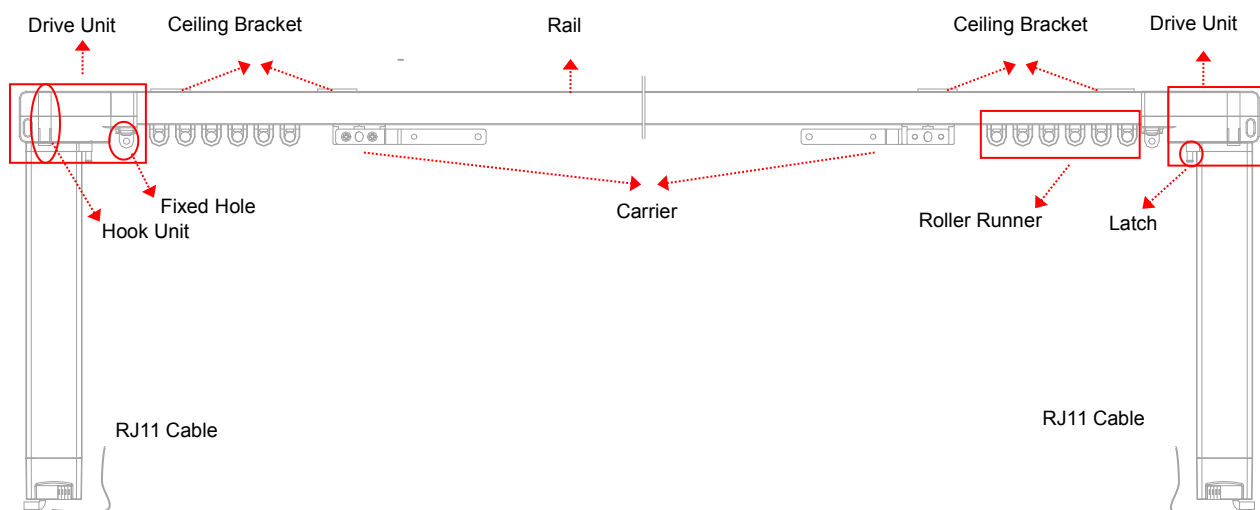 Drive Unit
Ceiling Bracket
Rail
Ceiling Bracket
Drive Unit
Fixed Hole
Hook Unit
Carrier
Roller Runner
Latch
RJ11 Cable
RJ11 Cable